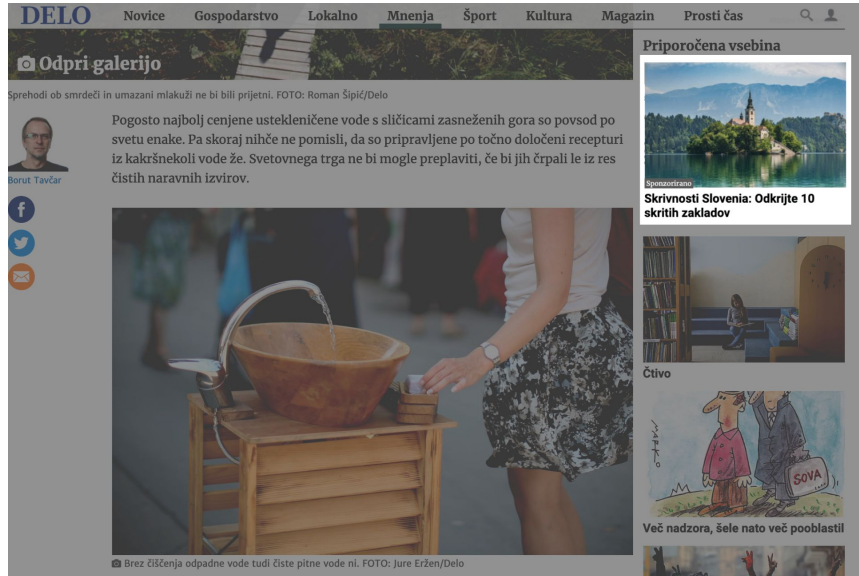 DELO
Novice Gospodarstvo Lokalno Mnenja Šport Kultura Magazin Prosti čas
Odpri galerijo
Sprehodi ob smrdeči in umazani mlakuži ne bi bili prijetni. FOTO: Roman Šipić/Delo
Borut Tavčar
Pogosto najbolj cenjene ustekleničene vode s sličicami zasneženih gora so povsod po
svetu enake. Pa skoraj nihče ne pomisli, da so pripravljene po točno določeni recepturi
iz kakršnekoli vode že. Svetovnega trga ne bi mogle preplaviti, če bi jih črpali le iz res
čistih naravnih izvirov.
Brez čiščenja odpadne vode tudi čiste pitne vode ni. FOTO: Jure Eržen/Delo
Priporočena vsebina
Sponzorirano
Skrivnosti Slovenia: Odkrijte 10
skritih zakladov
Čtivo
MARKO
SOVA
Več nadzora, šele nato več pooblastil